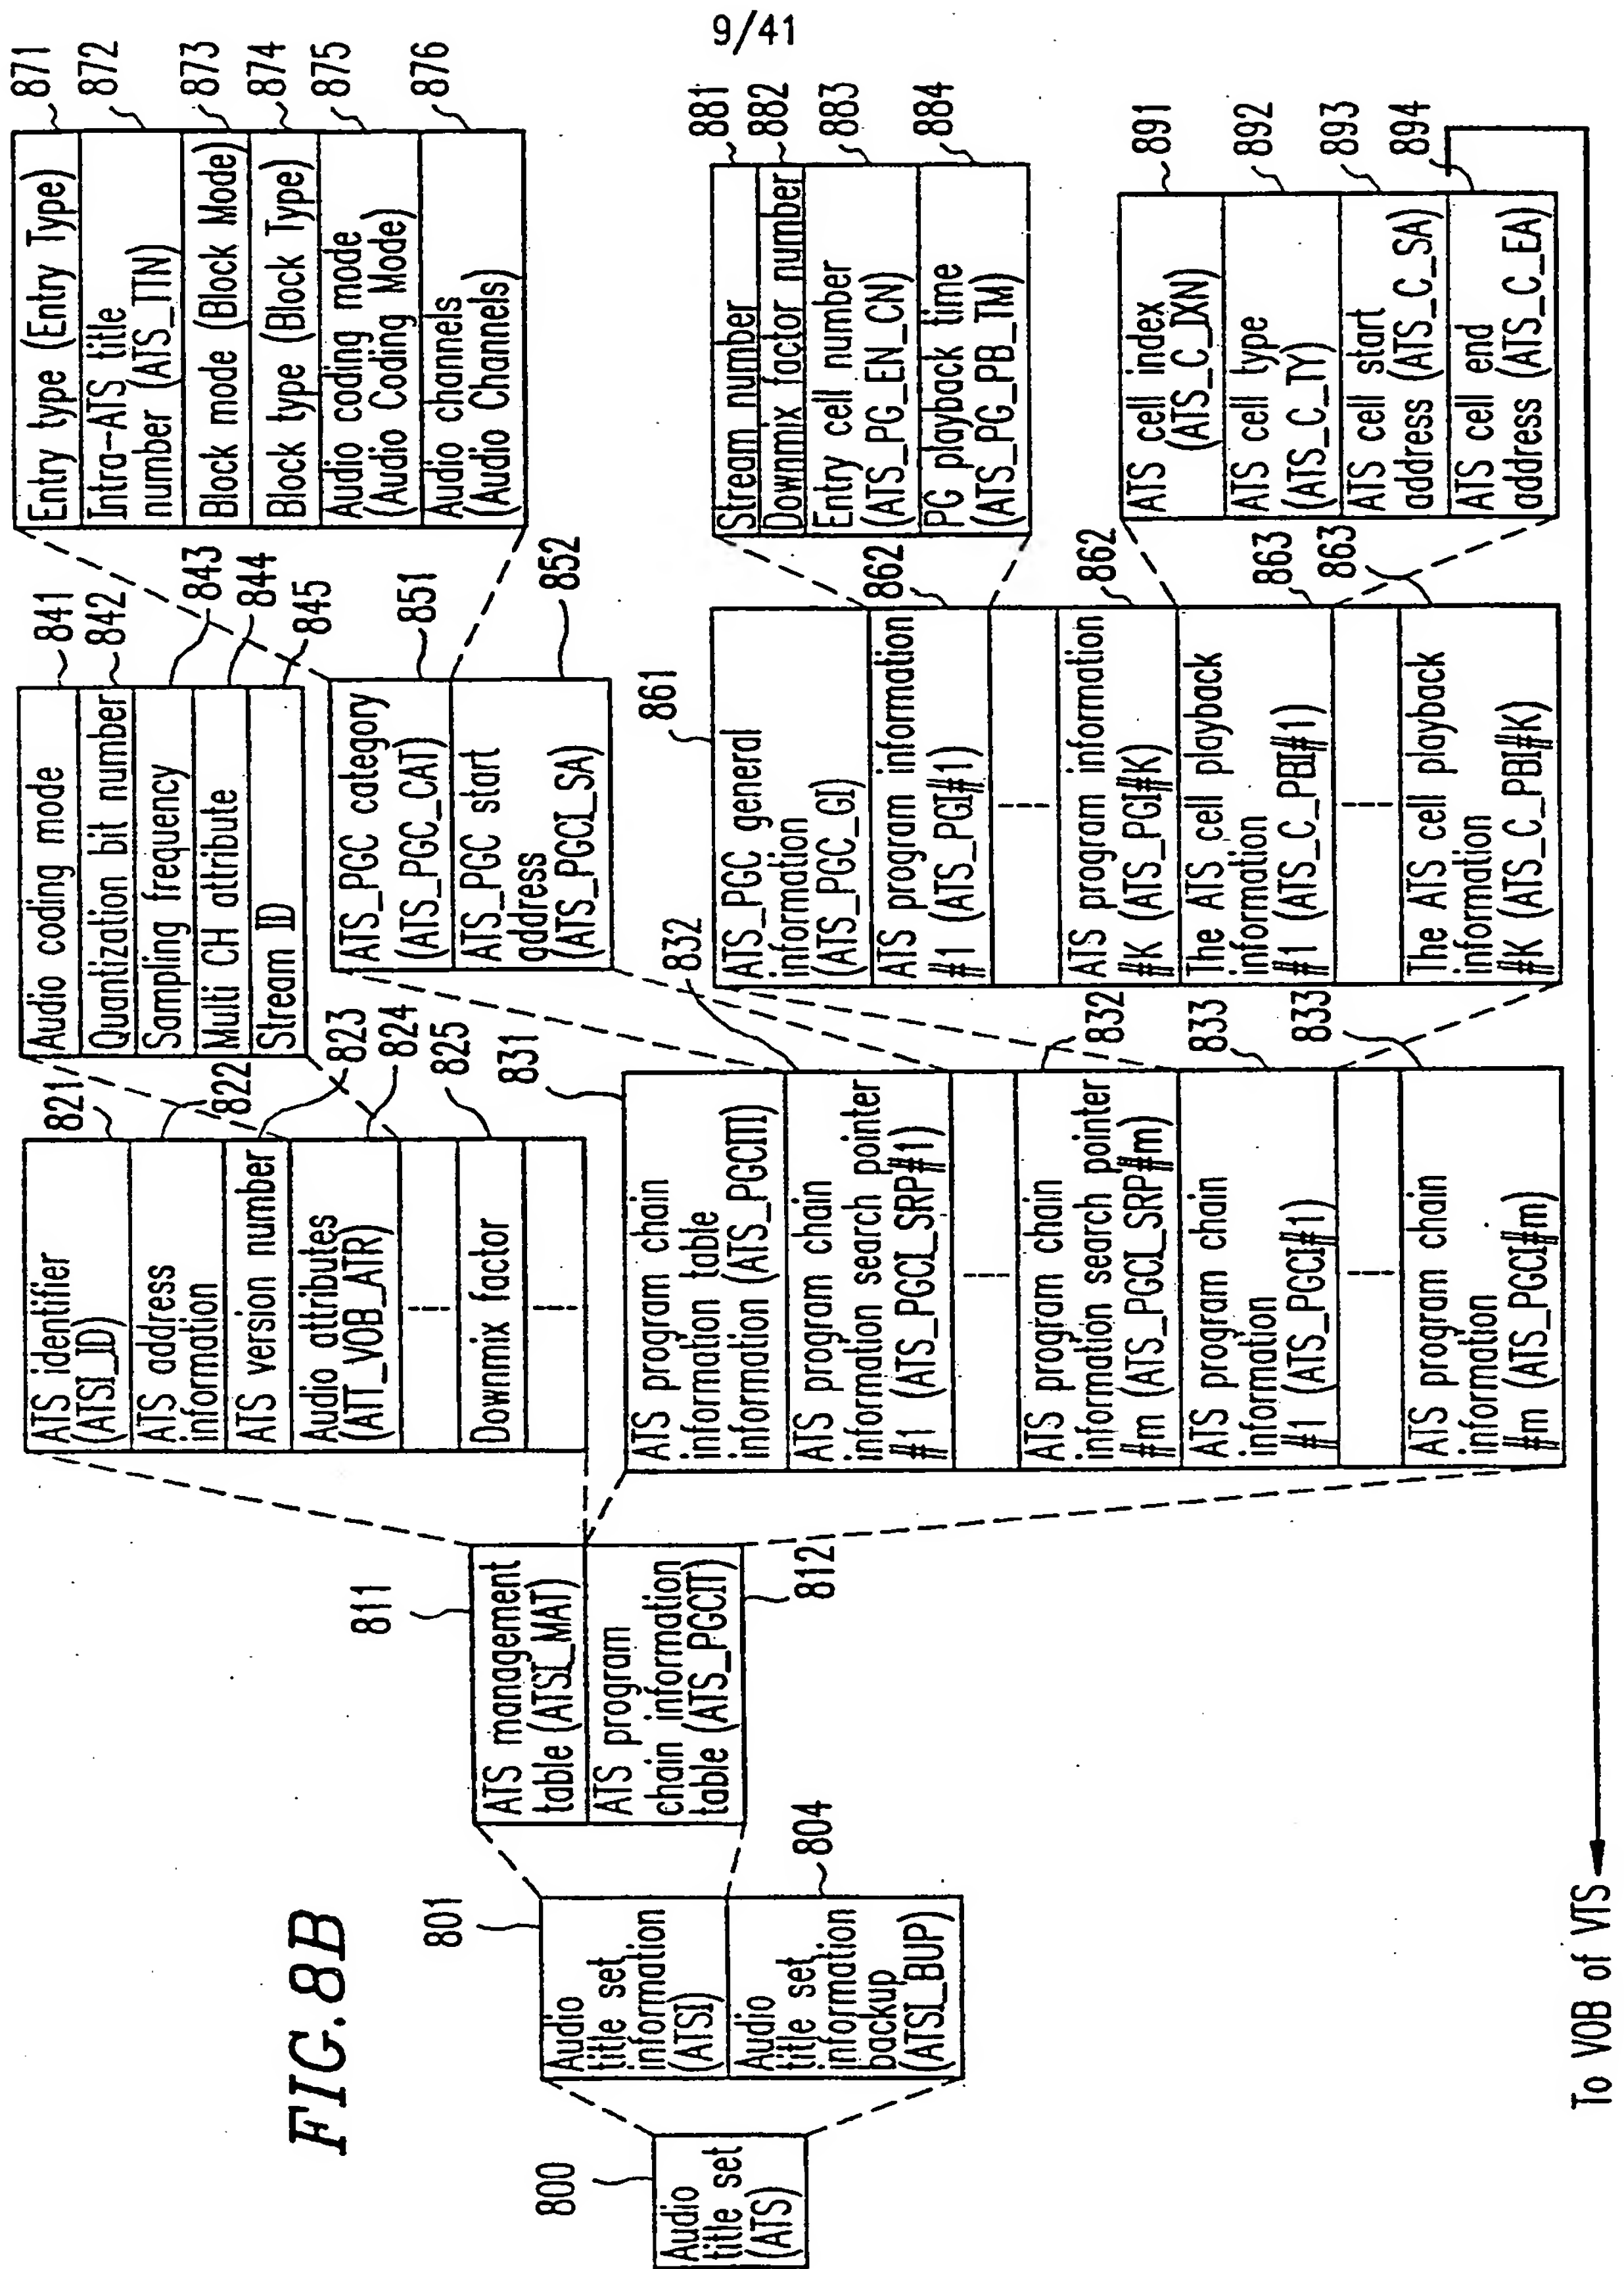 9/41
FIG. 8B
800
Audio
title set
(ATS)
801
Audio
title set
information
(ATSI)
804
Audio
title set
information
backup
(ATSI_BUP)
811
ATS management
table (ATSI_MAT)
ATS program
chain information
table (ATS_PGCIT)
812
821
ATS identifier
(ATSI_ID)
822
ATS address
information
823
ATS version number
824
Audio attributes
(ATT_VOB_ATR)
825
Downmix factor
831
ATS program chain
information table
information (ATS_PGCITI)
832
ATS program chain
information search pointer
#1 (ATS_PGCI_SRP#1)
832
ATS program chain
information search pointer
#m (ATS_PGCI_SRP#m)
833
ATS program chain
information
#1 (ATS_PGCI#1)
833
ATS program chain
information
#m (ATS_PGCI#m)
841
Audio coding mode
842
Quantization bit number
843
Sampling frequency
844
Multi CH attribute
845
Stream ID
851
ATS_PGC category
(ATS_PGC_CAT)
852
ATS_PGC start
address
(ATS_PGCI_SA)
861
ATS_PGC general
information
(ATS_PGC_GI)
862
ATS program information
#1 (ATS_PGI#1)
862
ATS program information
#K (ATS_PGI#K)
863
The ATS cell playback
information
#1 (ATS_C_PBI#1)
863
The ATS cell playback
information
#K (ATS_C_PBI#K)
871
Entry type (Entry Type)
872
Intra-ATS title
number (ATS_TTN)
873
Block mode (Block Mode)
874
Block type (Block Type)
875
Audio coding mode
(Audio Coding Mode)
876
Audio channels
(Audio Channels)
881
Stream number
882
Downmix factor number
883
Entry cell number
(ATS_PG_EN_CN)
884
PG playback time
(ATS_PG_PB_TM)
891
ATS cell index
(ATS_C_IXN)
892
ATS cell type
(ATS_C_TY)
893
ATS cell start
address (ATS_C_SA)
894
ATS cell end
address (ATS_C_EA)
To VOB of VTS